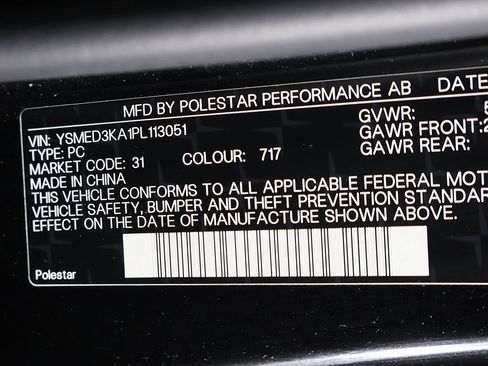 MFD BY POLESTAR PERFORMANCE AB DATE
VIN: YSMED3KA1PL113051 GVWR:
TYPE: PC GAWR FRONT:
MARKET CODE: 31 COLOUR: 717 GAWR REAR:
MADE IN CHINA
THIS VEHICLE CONFORMS TO ALL APPLICABLE FEDERAL MOT
VEHICLE SAFETY, BUMPER AND THEFT PREVENTION STANDAR
EFFECT ON THE DATE OF MANUFACTURE SHOWN ABOVE.
Polestar